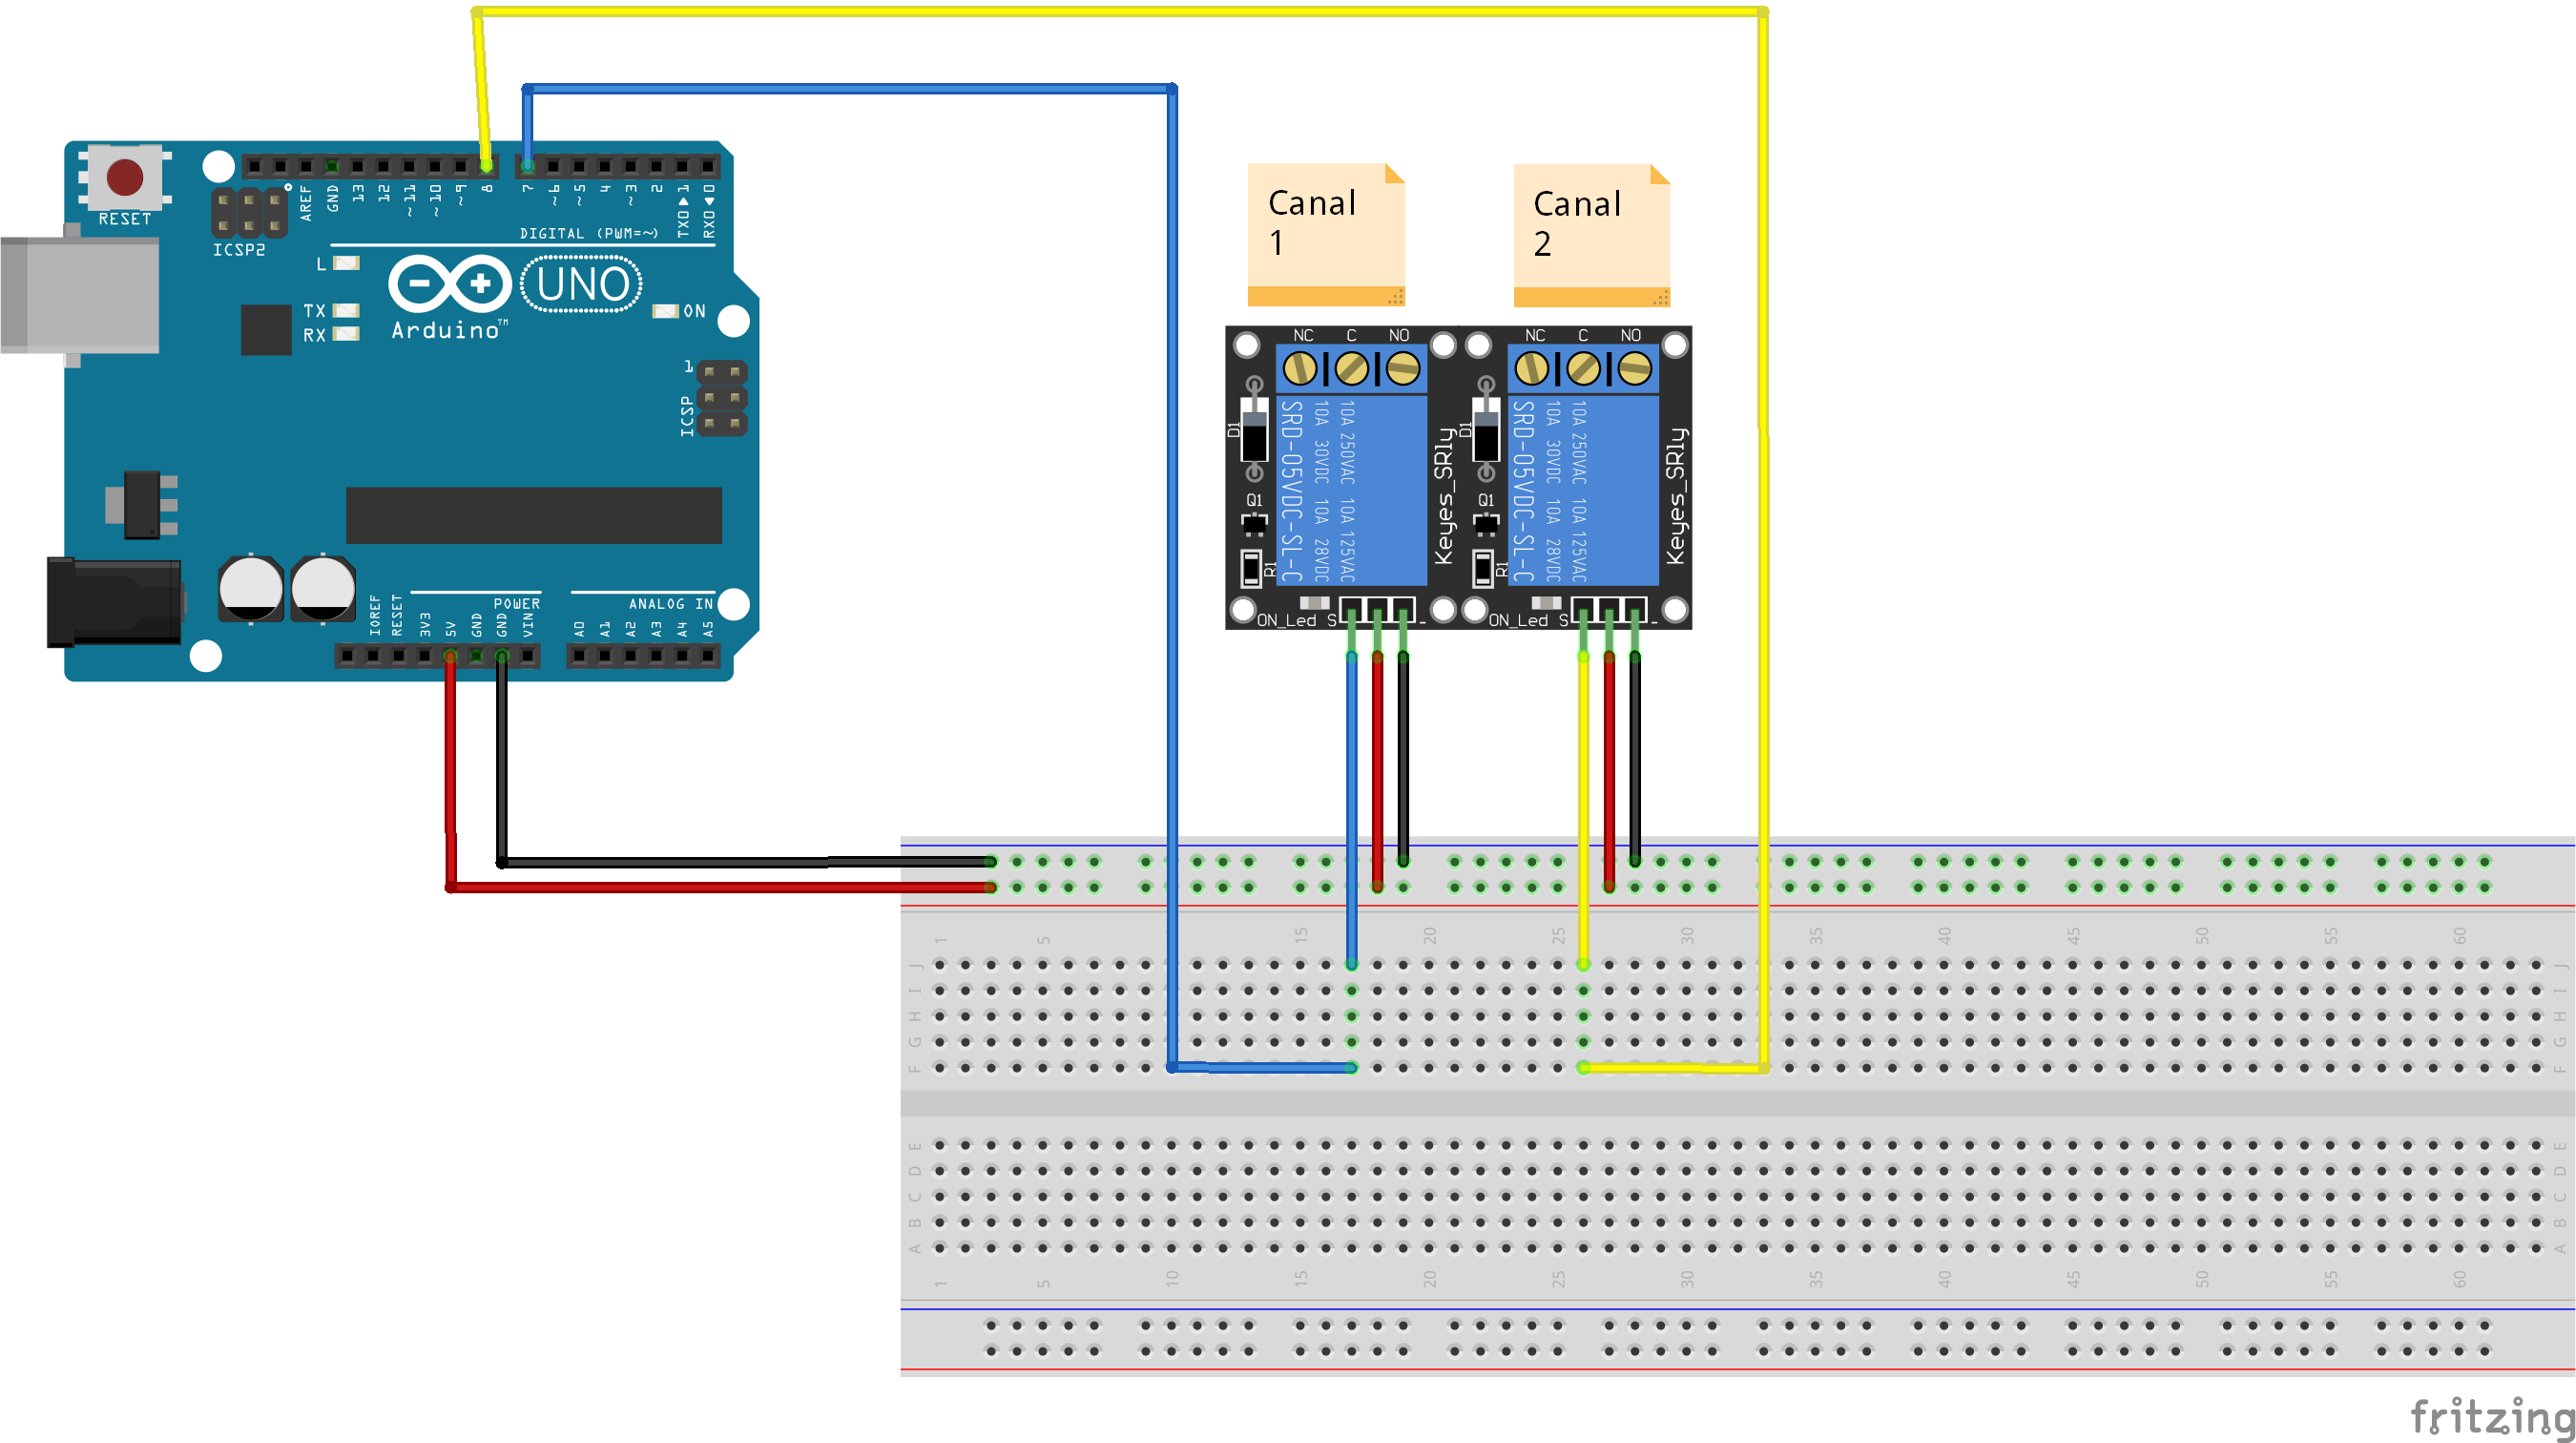 RESET
ICSP2
AREF
GND
13
12
~11
~10
~9
8
7
~6
~5
4
~3
2
TX0▶1
RX0◀0
DIGITAL (PWM=~)
L
TX
RX
Arduino™
UNO
ON
1
ICSP
POWER
ANALOG IN
IOREF
RESET
3V3
5V
GND
GND
VIN
A0
A1
A2
A3
A4
A5
Canal
1
Canal
2
NC C NO
D1
Q1
R1
SRD-05VDC-SL-C
10A 30VDC 10A 28VDC
10A 250VAC 10A 125VAC
Keyes_SRly
ON_Led S -
NC C NO
D1
Q1
R1
SRD-05VDC-SL-C
10A 30VDC 10A 28VDC
10A 250VAC 10A 125VAC
Keyes_SRly
ON_Led S -
1 5 15 20 25 30 35 40 45 50 55 60
J J
I I
H H
G G
F F
E E
D D
C C
B B
A A
1 5 10 15 20 25 30 35 40 45 50 55 60
fritzing